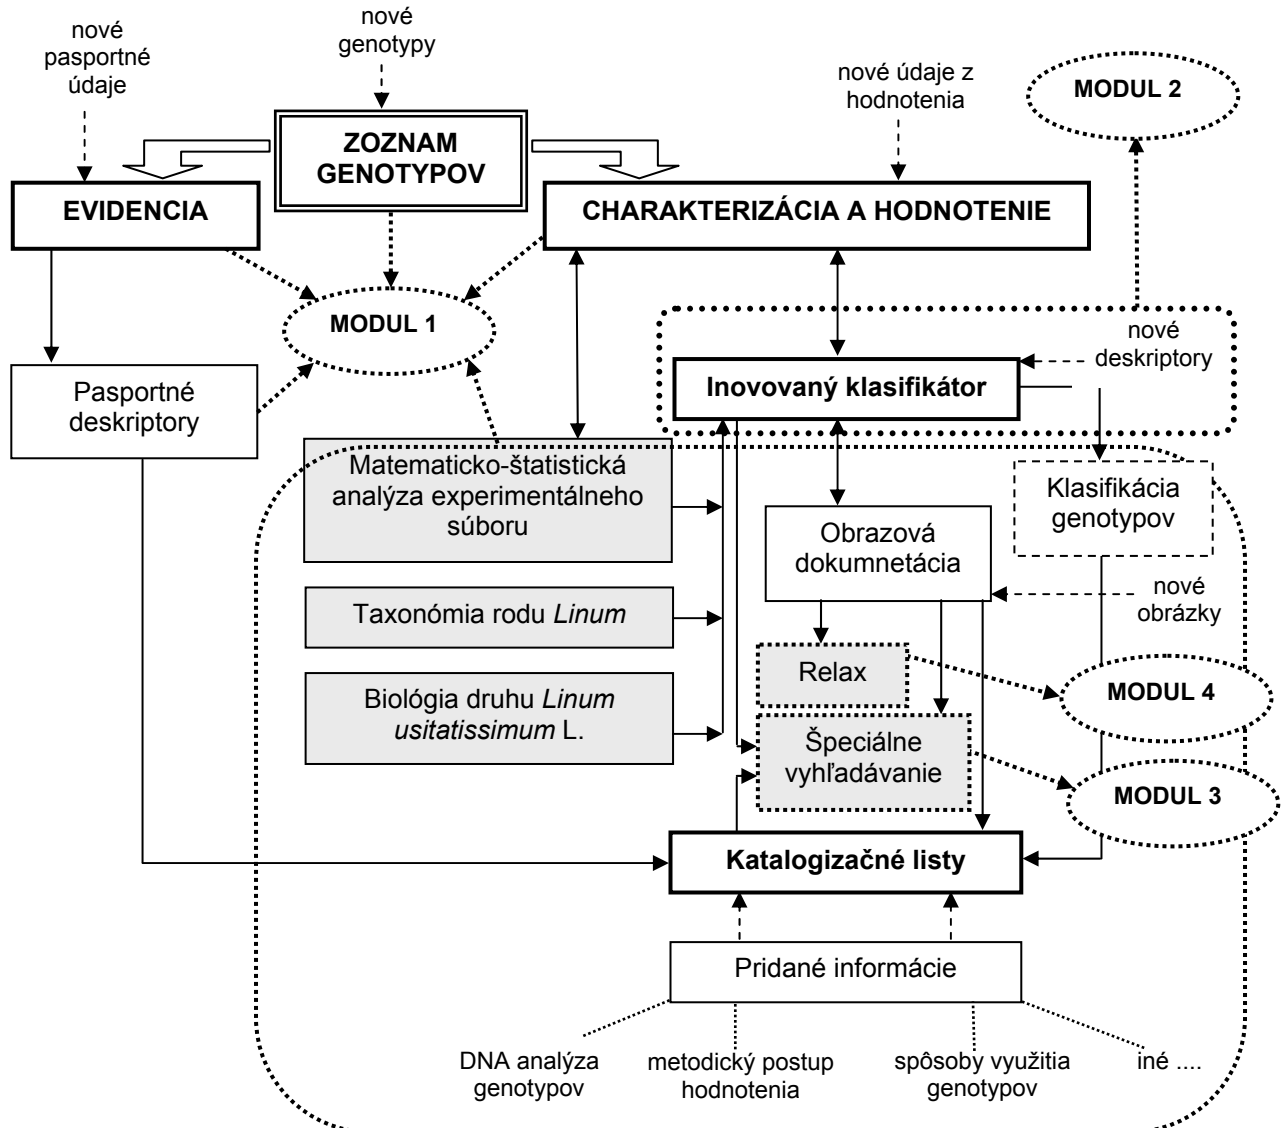 nové
pasportné
údaje
nové
genotypy
nové údaje z
hodnotenia
MODUL 2
ZOZNAM
GENOTYPOV
EVIDENCIA
CHARAKTERIZÁCIA A HODNOTENIE
MODUL 1
nové
deskriptory
Pasportné
deskriptory
Inovovaný klasifikátor
Matematicko-štatistická
analýza experimentálneho
súboru
Klasifikácia
genotypov
Obrazová
dokumnetácia
nové
obrázky
Taxonómia rodu Linum
Relax
MODUL 4
Biológia druhu Linum
usitatissimum L.
Špeciálne
vyhľadávanie
MODUL 3
Katalogizačné listy
Pridané informácie
DNA analýza
genotypov
metodický postup
hodnotenia
spôsoby využitia
genotypov
iné ....